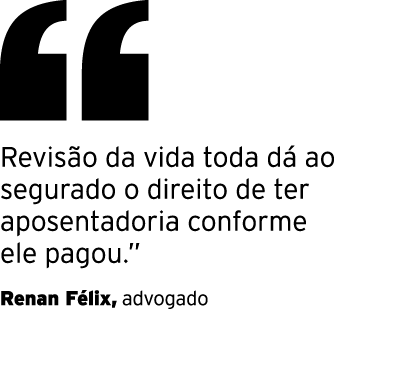 “
Revisão da vida toda dá ao
segurado o direito de ter
aposentadoria conforme
ele pagou.”
Renan Félix, advogado